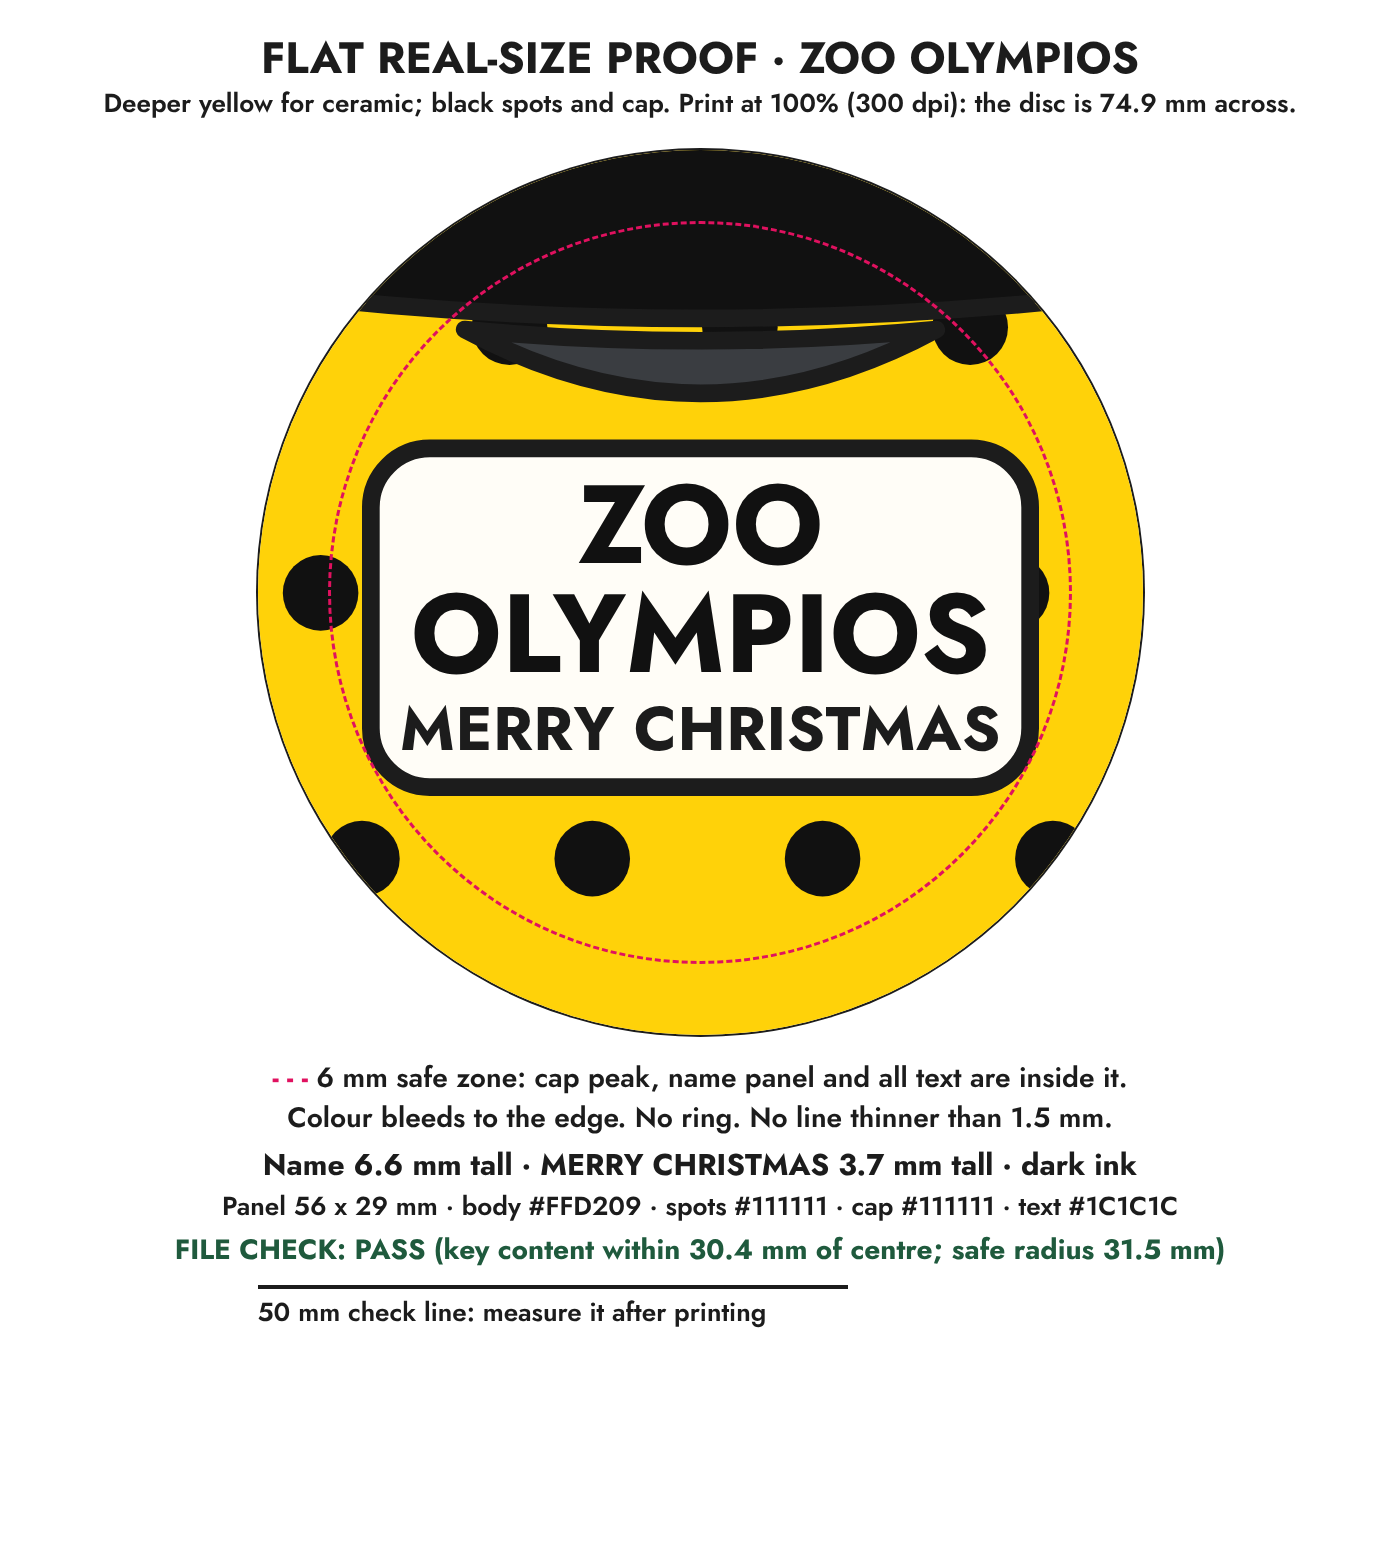 FLAT REAL-SIZE PROOF · ZOO OLYMPIOS
Deeper yellow for ceramic; black spots and cap. Print at 100% (300 dpi): the disc is 74.9 mm across.
ZOO
OLYMPIOS
MERRY CHRISTMAS
- - - 6 mm safe zone: cap peak, name panel and all text are inside it.
Colour bleeds to the edge. No ring. No line thinner than 1.5 mm.
Name 6.6 mm tall · MERRY CHRISTMAS 3.7 mm tall · dark ink
Panel 56 x 29 mm · body #FFD209 · spots #111111 · cap #111111 · text #1C1C1C
FILE CHECK: PASS (key content within 30.4 mm of centre; safe radius 31.5 mm)
50 mm check line: measure it after printing